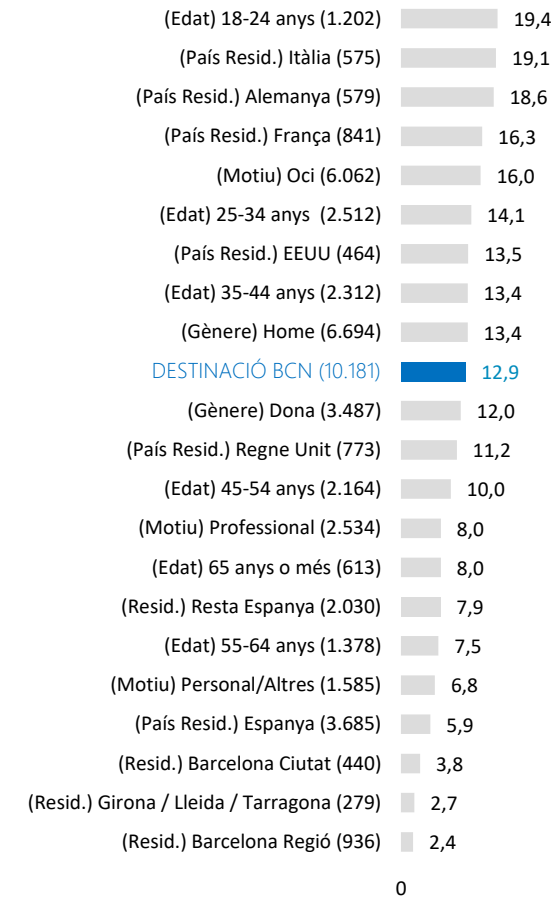 (Edat) 18-24 anys (1.202) 19,4
(País Resid.) Itàlia (575) 19,1
(País Resid.) Alemanya (579) 18,6
(País Resid.) França (841) 16,3
(Motiu) Oci (6.062) 16,0
(Edat) 25-34 anys (2.512) 14,1
(País Resid.) EEUU (464) 13,5
(Edat) 35-44 anys (2.312) 13,4
(Gènere) Home (6.694) 13,4
DESTINACIÓ BCN (10.181) 12,9
(Gènere) Dona (3.487) 12,0
(País Resid.) Regne Unit (773) 11,2
(Edat) 45-54 anys (2.164) 10,0
(Motiu) Professional (2.534) 8,0
(Edat) 65 anys o més (613) 8,0
(Resid.) Resta Espanya (2.030) 7,9
(Edat) 55-64 anys (1.378) 7,5
(Motiu) Personal/Altres (1.585) 6,8
(País Resid.) Espanya (3.685) 5,9
(Resid.) Barcelona Ciutat (440) 3,8
(Resid.) Girona / Lleida / Tarragona (279) 2,7
(Resid.) Barcelona Regió (936) 2,4
0